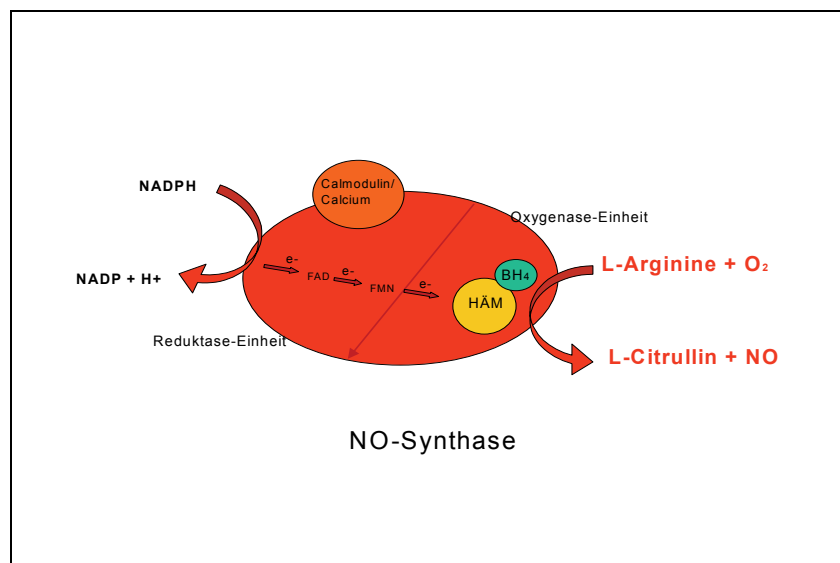 Calmodulin/
Calcium
NADPH
Oxygenase-Einheit
L-Arginine + O₂
BH4
e-
e-
e-
NADP + H+
FAD
FMN
HÄM
Reduktase-Einheit
L-Citrullin + NO
NO-Synthase